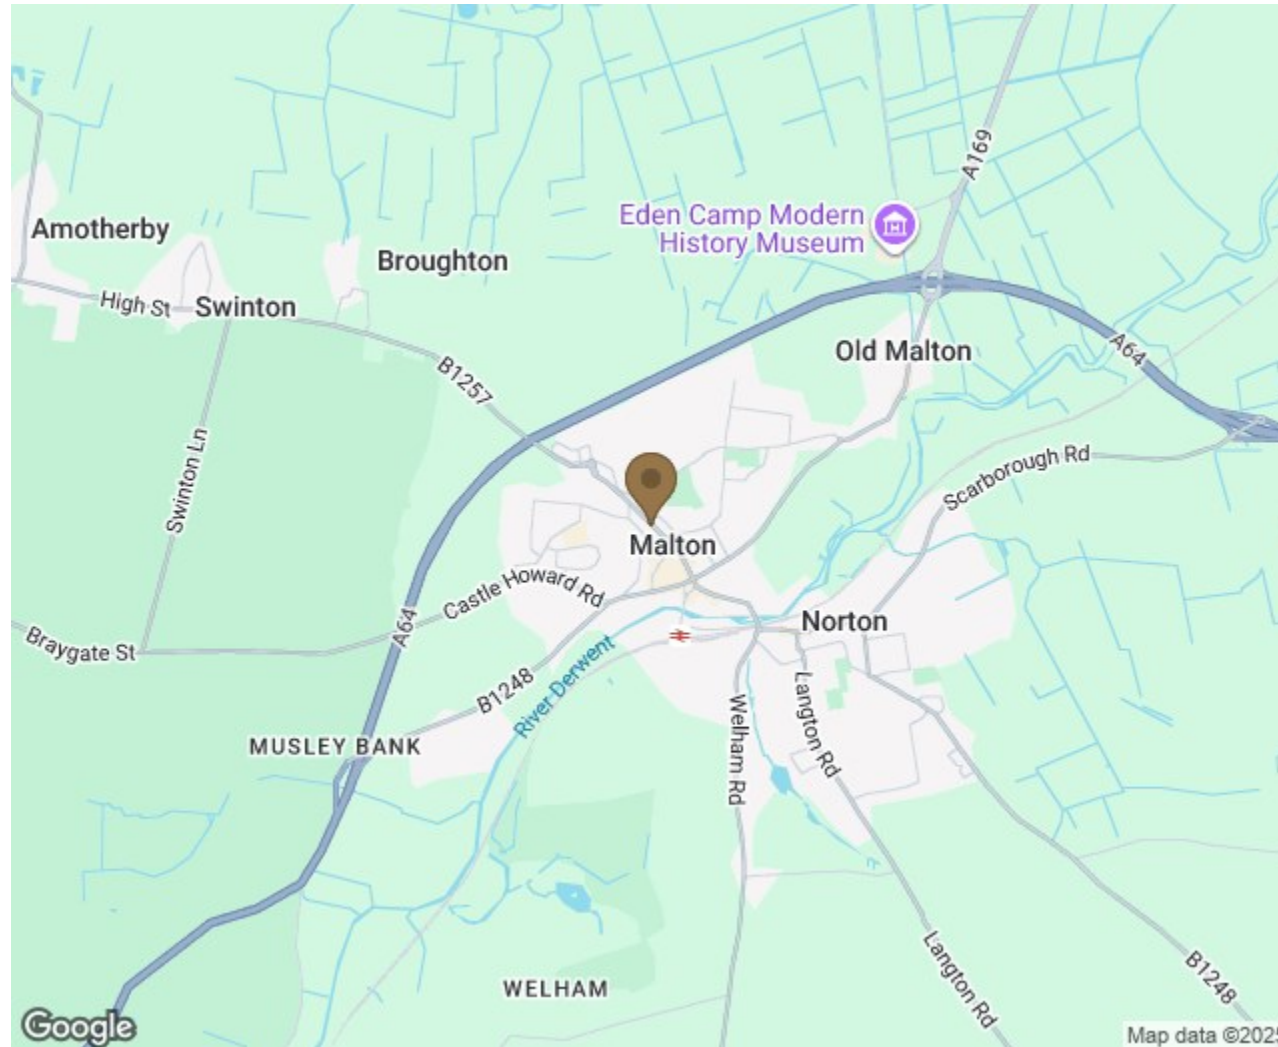 A169
Eden Camp Modern
History Museum
Amotherby
Broughton
High St
Swinton
Old Malton
A64
B1257
Swinton Ln
Scarborough Rd
Malton
Castle Howard Rd
A64
Norton
Braygate St
River Derwent
B1248
Welham Rd
Langton Rd
MUSLEY BANK
WELHAM
Langton Rd
B1248
Google
Map data ©2025